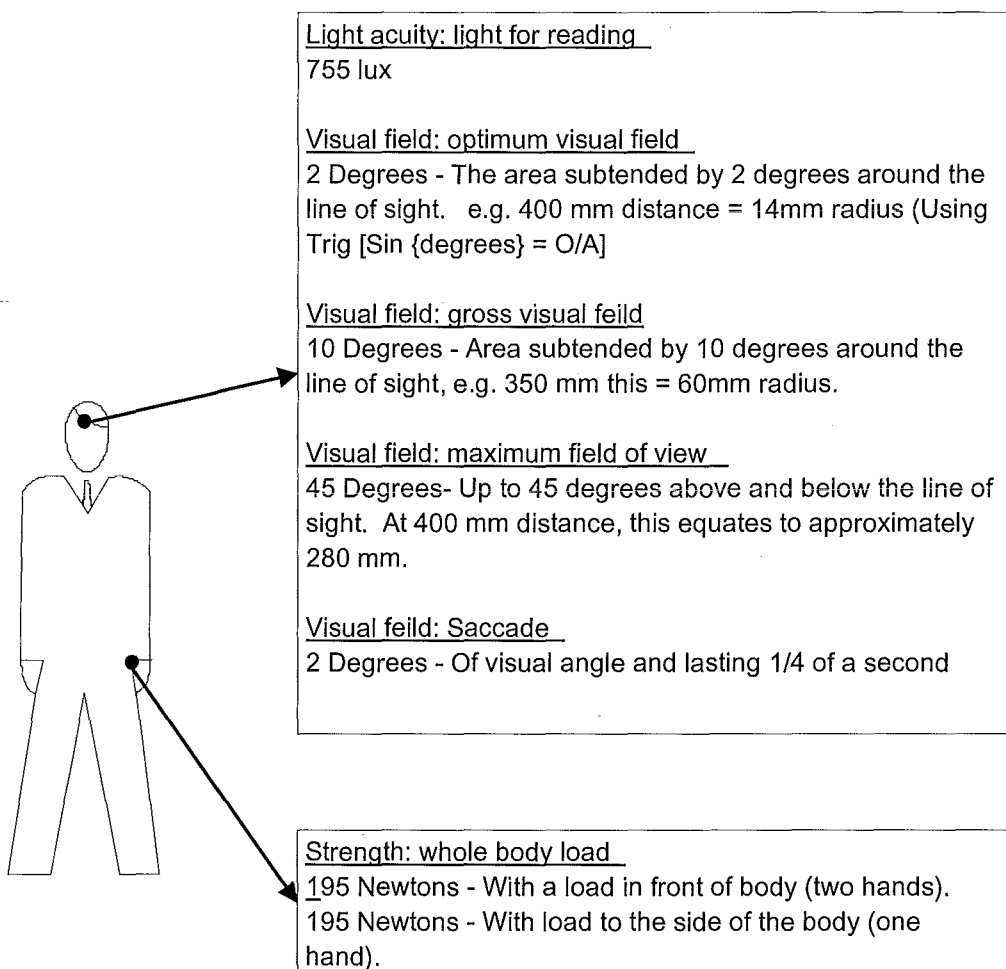 Light acuity: light for reading
755 lux
Visual field: optimum visual field
2 Degrees - The area subtended by 2 degrees around the
line of sight. e.g. 400 mm distance = 14mm radius (Using
Trig [Sin {degrees} = O/A]
Visual field: gross visual feild
10 Degrees - Area subtended by 10 degrees around the
line of sight, e.g. 350 mm this = 60mm radius.
Visual field: maximum field of view
45 Degrees- Up to 45 degrees above and below the line of
sight. At 400 mm distance, this equates to approximately
280 mm.
Visual feild: Saccade
2 Degrees - Of visual angle and lasting 1/4 of a second
Strength: whole body load
195 Newtons - With a load in front of body (two hands).
195 Newtons - With load to the side of the body (one
hand).